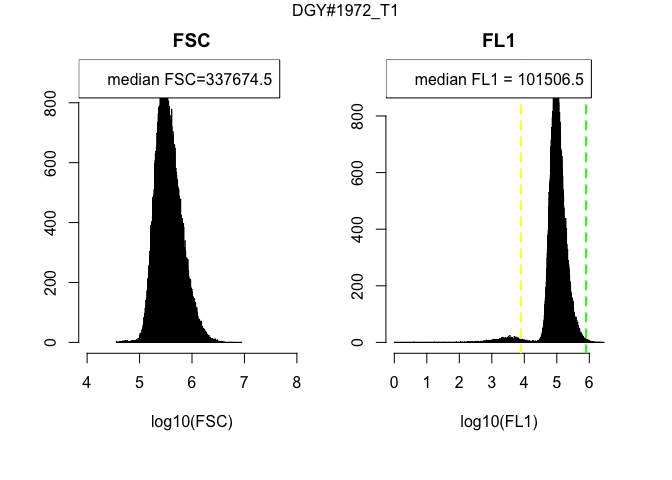 DGY#1972_T1
FSC
median FSC=337674.5
0 200 400 600 800
4 5 6 7 8
log10(FSC)
FL1
median FL1 = 101506.5
0 200 400 600 800
0 1 2 3 4 5 6
log10(FL1)